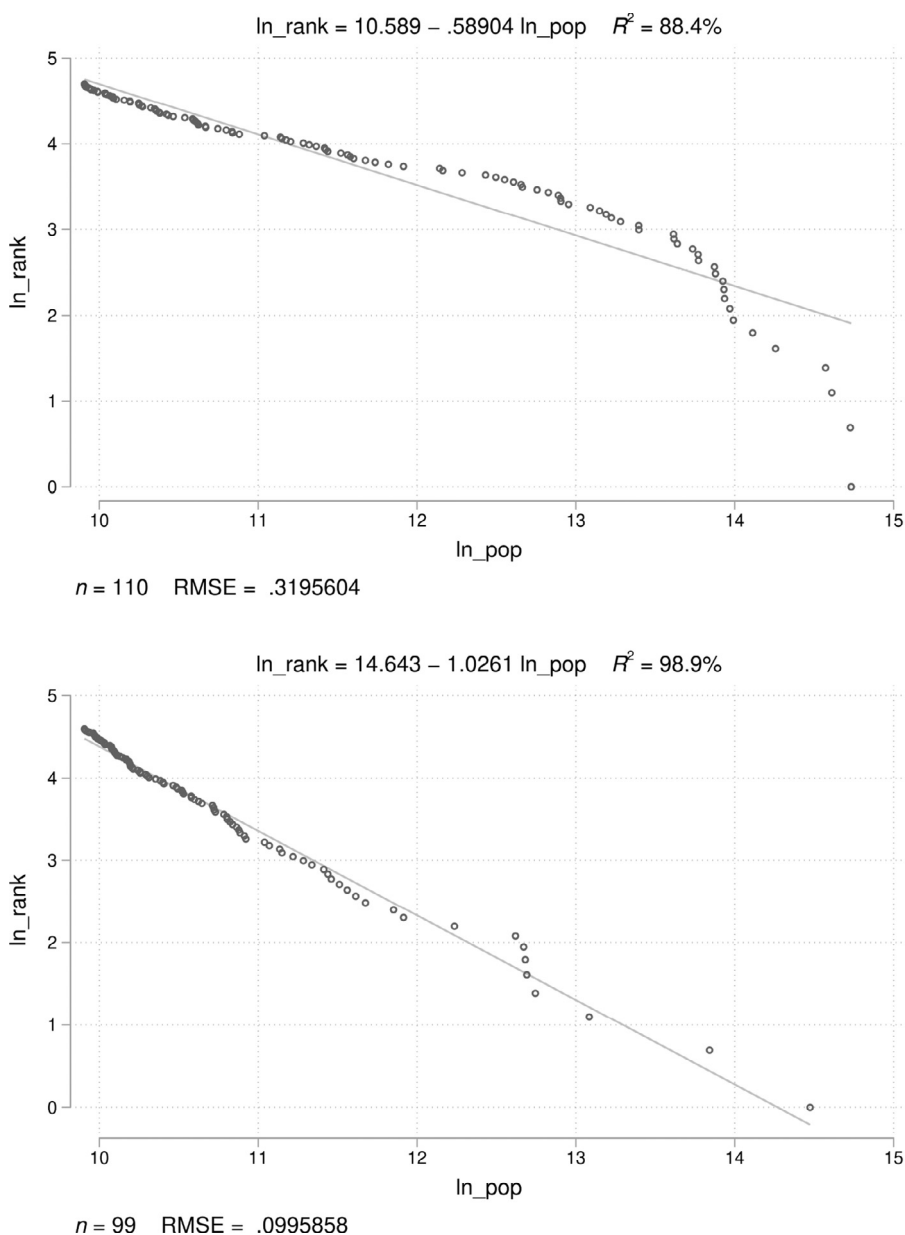 ln_rank = 10.589 − .58904 ln_pop R² = 88.4%
5
4
3
2
1
0
ln_rank
10 11 12 13 14 15
ln_pop
n = 110 RMSE = .3195604
ln_rank = 14.643 − 1.0261 ln_pop R² = 98.9%
5
4
3
2
1
0
ln_rank
10 11 12 13 14 15
ln_pop
n = 99 RMSE = .0995858